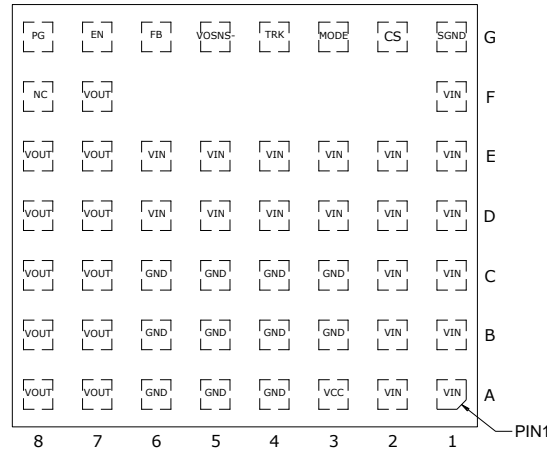 PG EN FB VOSNS- TRK MODE CS SGND G
NC VOUT VIN F
VOUT VOUT VIN VIN VIN VIN VIN VIN E
VOUT VOUT VIN VIN VIN VIN VIN VIN D
VOUT VOUT GND GND GND GND VIN VIN C
VOUT VOUT GND GND GND GND VIN VIN B
VOUT VOUT GND GND GND VCC VIN VIN A
PIN1
8 7 6 5 4 3 2 1